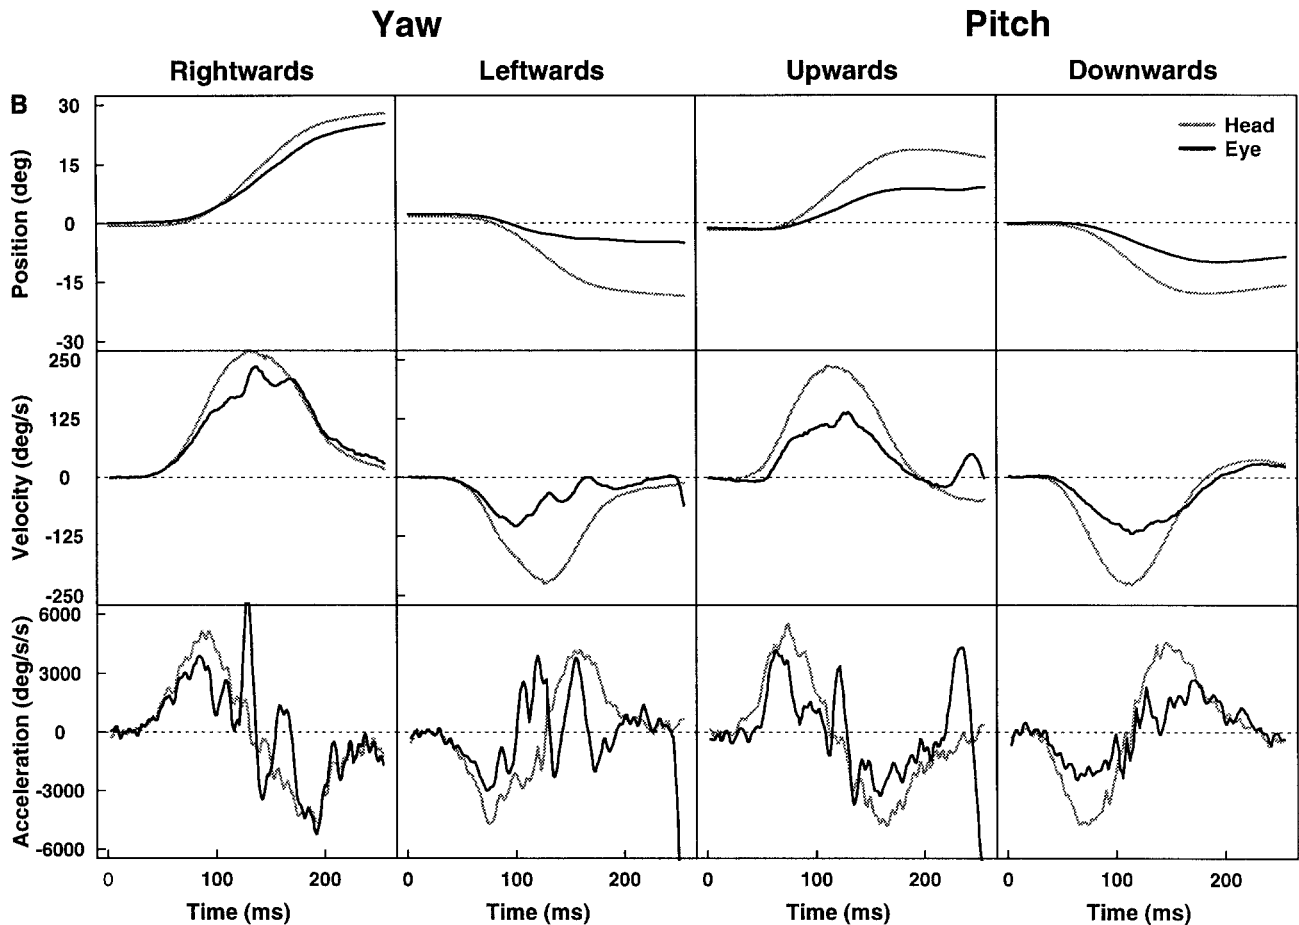 Yaw Pitch
Rightwards Leftwards Upwards Downwards
B
Position (deg)
30
15
0
-15
-30
Head
Eye
Velocity (deg/s)
250
125
0
-125
-250
Acceleration (deg/s/s)
6000
3000
0
-3000
-6000
0 100 200 0 100 200 0 100 200 0 100 200
Time (ms) Time (ms) Time (ms) Time (ms)